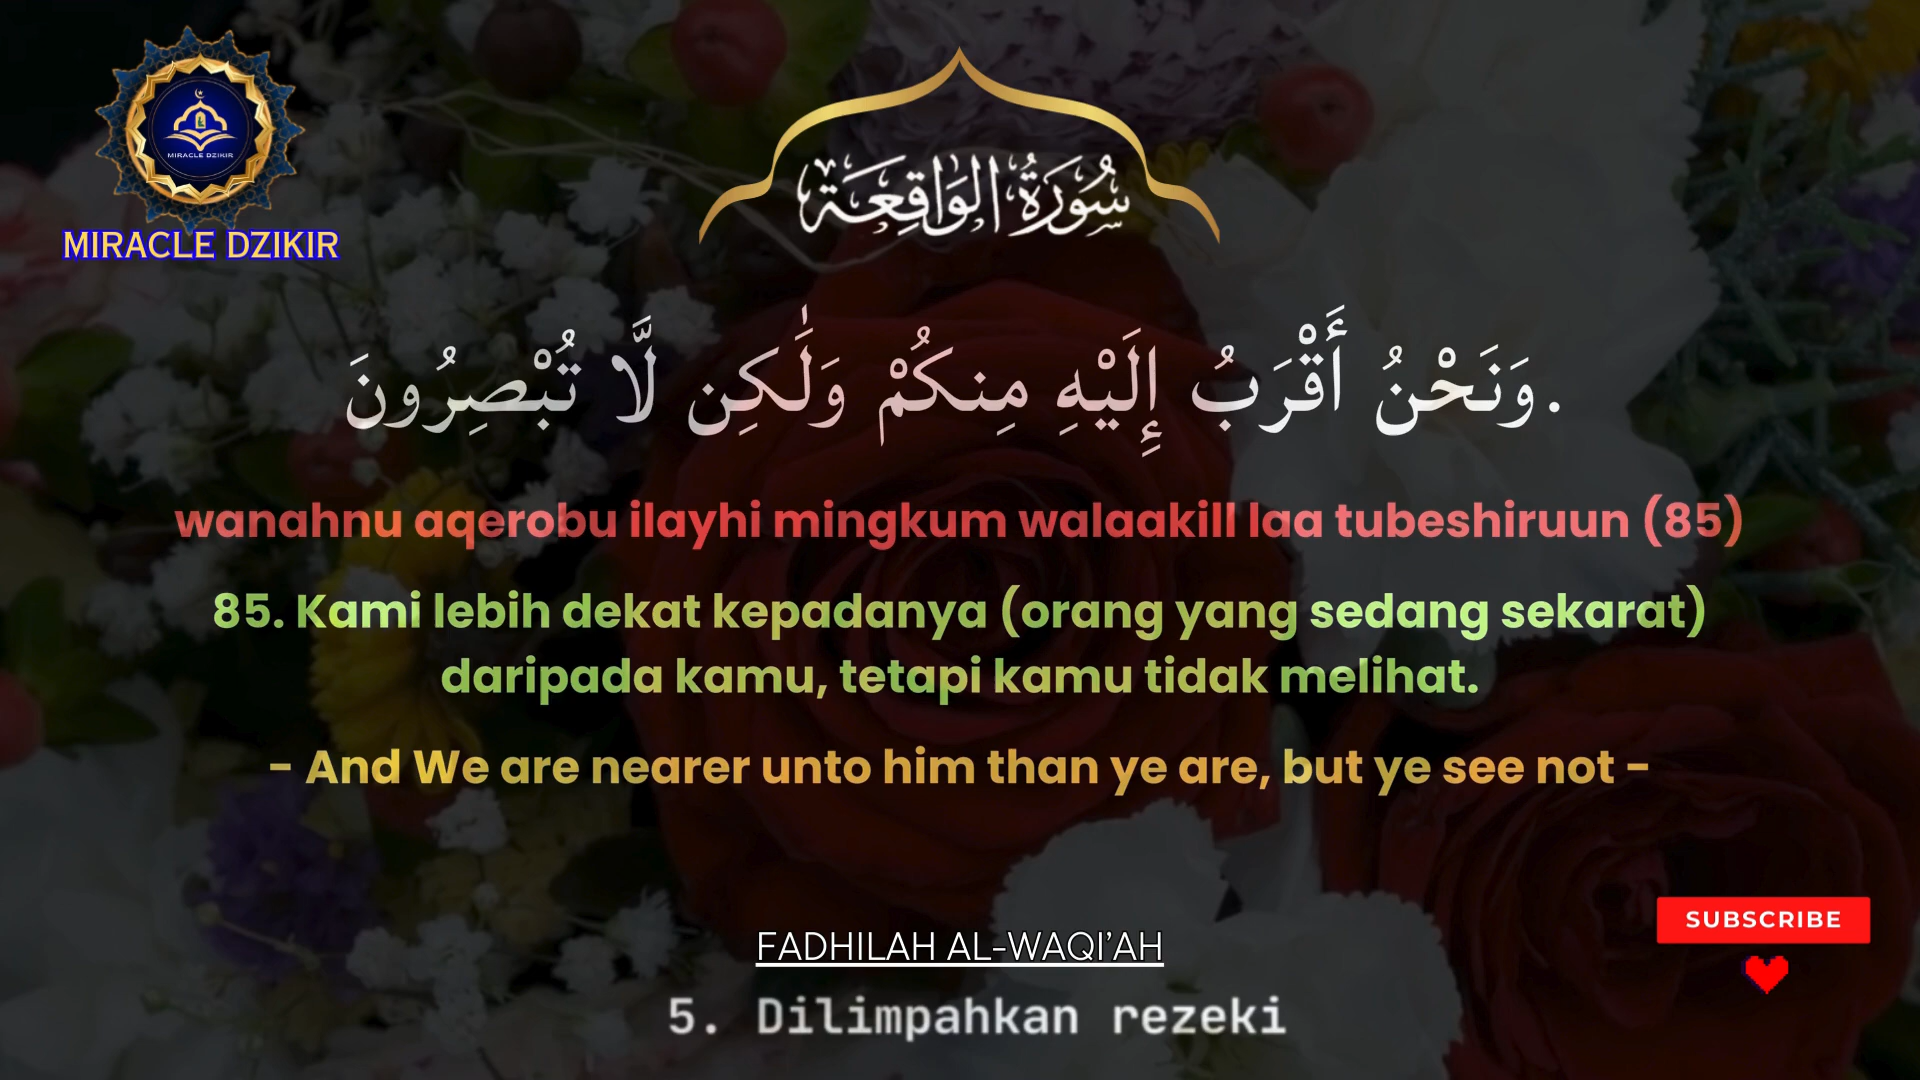 MIRACLE DZIKIR
MIRACLE DZIKIR
سُورَةُ الوَاقِعَة
وَنَحْنُ أَقْرَبُ إِلَيْهِ مِنكُمْ وَلَٰكِن لَّا تُبْصِرُونَ.
wanahnu aqerobu ilayhi mingkum walaakill laa tubeshiruun (85)
85. Kami lebih dekat kepadanya (orang yang sedang sekarat)
daripada kamu, tetapi kamu tidak melihat.
- And We are nearer unto him than ye are, but ye see not -
SUBSCRIBE
FADHILAH AL-WAQI'AH
5. Dilimpahkan rezeki